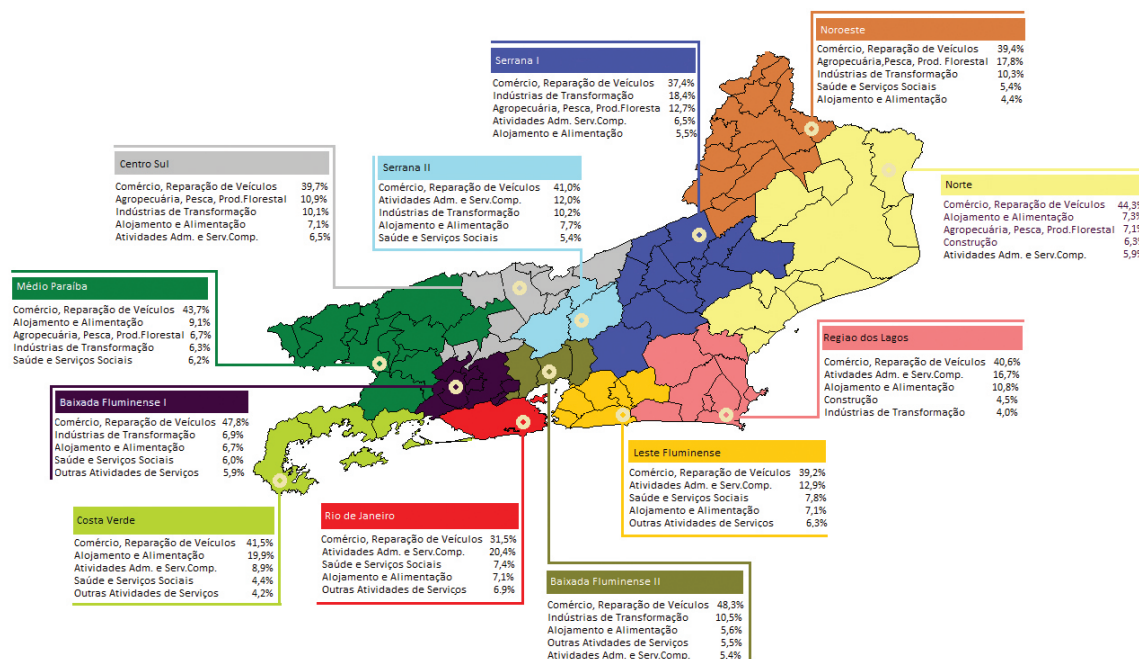 Noroeste
Comércio, Reparação de Veículos 39,4%
Agropecuária,Pesca, Prod. Florestal 17,8%
Indústrias de Transformação 10,3%
Saúde e Serviços Sociais 5,4%
Alojamento e Alimentação 4,4%
Serrana I
Comércio, Reparação de Veículos 37,4%
Indústrias de Transformação 18,4%
Agropecuária, Pesca, Prod.Floresta 12,7%
Atividades Adm. Serv.Comp. 6,5%
Alojamento e Alimentação 5,5%
Centro Sul
Comércio, Reparação de Veículos 39,7%
Agropecuária, Pesca, Prod.Florestal 10,9%
Indústrias de Transformação 10,1%
Alojamento e Alimentação 7,1%
Atividades Adm. e Serv.Comp. 6,5%
Serrana II
Comércio, Reparação de Veículos 41,0%
Atividades Adm. e Serv.Comp. 12,0%
Indústrias de Transformação 10,2%
Alojamento e Alimentação 7,7%
Saúde e Serviços Sociais 5,4%
Norte
Comércio, Reparação de Veículos 44,3%
Alojamento e Alimentação 7,3%
Agropecuária, Pesca, Prod.Florestal 7,1%
Construção 6,3%
Atividades Adm. e Serv.Comp. 5,9%
Médio Paraíba
Comércio, Reparação de Veículos 43,7%
Alojamento e Alimentação 9,1%
Agropecuária, Pesca, Prod.Florestal 6,7%
Indústrias de Transformação 6,3%
Saúde e Serviços Sociais 6,2%
Regiao dos Lagos
Comércio, Reparação de Veículos 40,6%
Ativdades Adm. e Serv.Comp. 16,7%
Alojamento e Alimentação 10,8%
Construção 4,5%
Indústrias de Transformação 4,0%
Baixada Fluminense I
Comércio, Reparação de Veículos 47,8%
Indústrias de Transformação 6,9%
Alojamento e Alimentação 6,7%
Saúde e Serviços Sociais 6,0%
Outras Atividades de Serviços 5,9%
Leste Fluminense
Comércio, Reparação de Veículos 39,2%
Atividades Adm. e Serv.Comp. 12,9%
Saúde e Serviços Sociais 7,8%
Alojamento e Alimentação 7,1%
Outras Atividades de Serviços 6,3%
Costa Verde
Comércio, Reparação de Veículos 41,5%
Alojamento e Alimentação 19,9%
Atividades Adm. e Serv.Comp. 8,9%
Saúde e Serviços Sociais 4,4%
Outras Atividades de Serviços 4,2%
Rio de Janeiro
Comércio, Reparação de Veículos 31,5%
Atividades Adm. e Serv.Comp. 20,4%
Saúde e Serviços Sociais 7,4%
Alojamento e Alimentação 7,1%
Outras Atividades de Serviços 6,9%
Baixada Fluminense II
Comércio, Reparação de Veículos 48,3%
Indústrias de Transformação 10,5%
Alojamento e Alimentação 5,6%
Outras Ativdades de Serviços 5,5%
Atividades Adm. e Serv.Comp. 5,4%